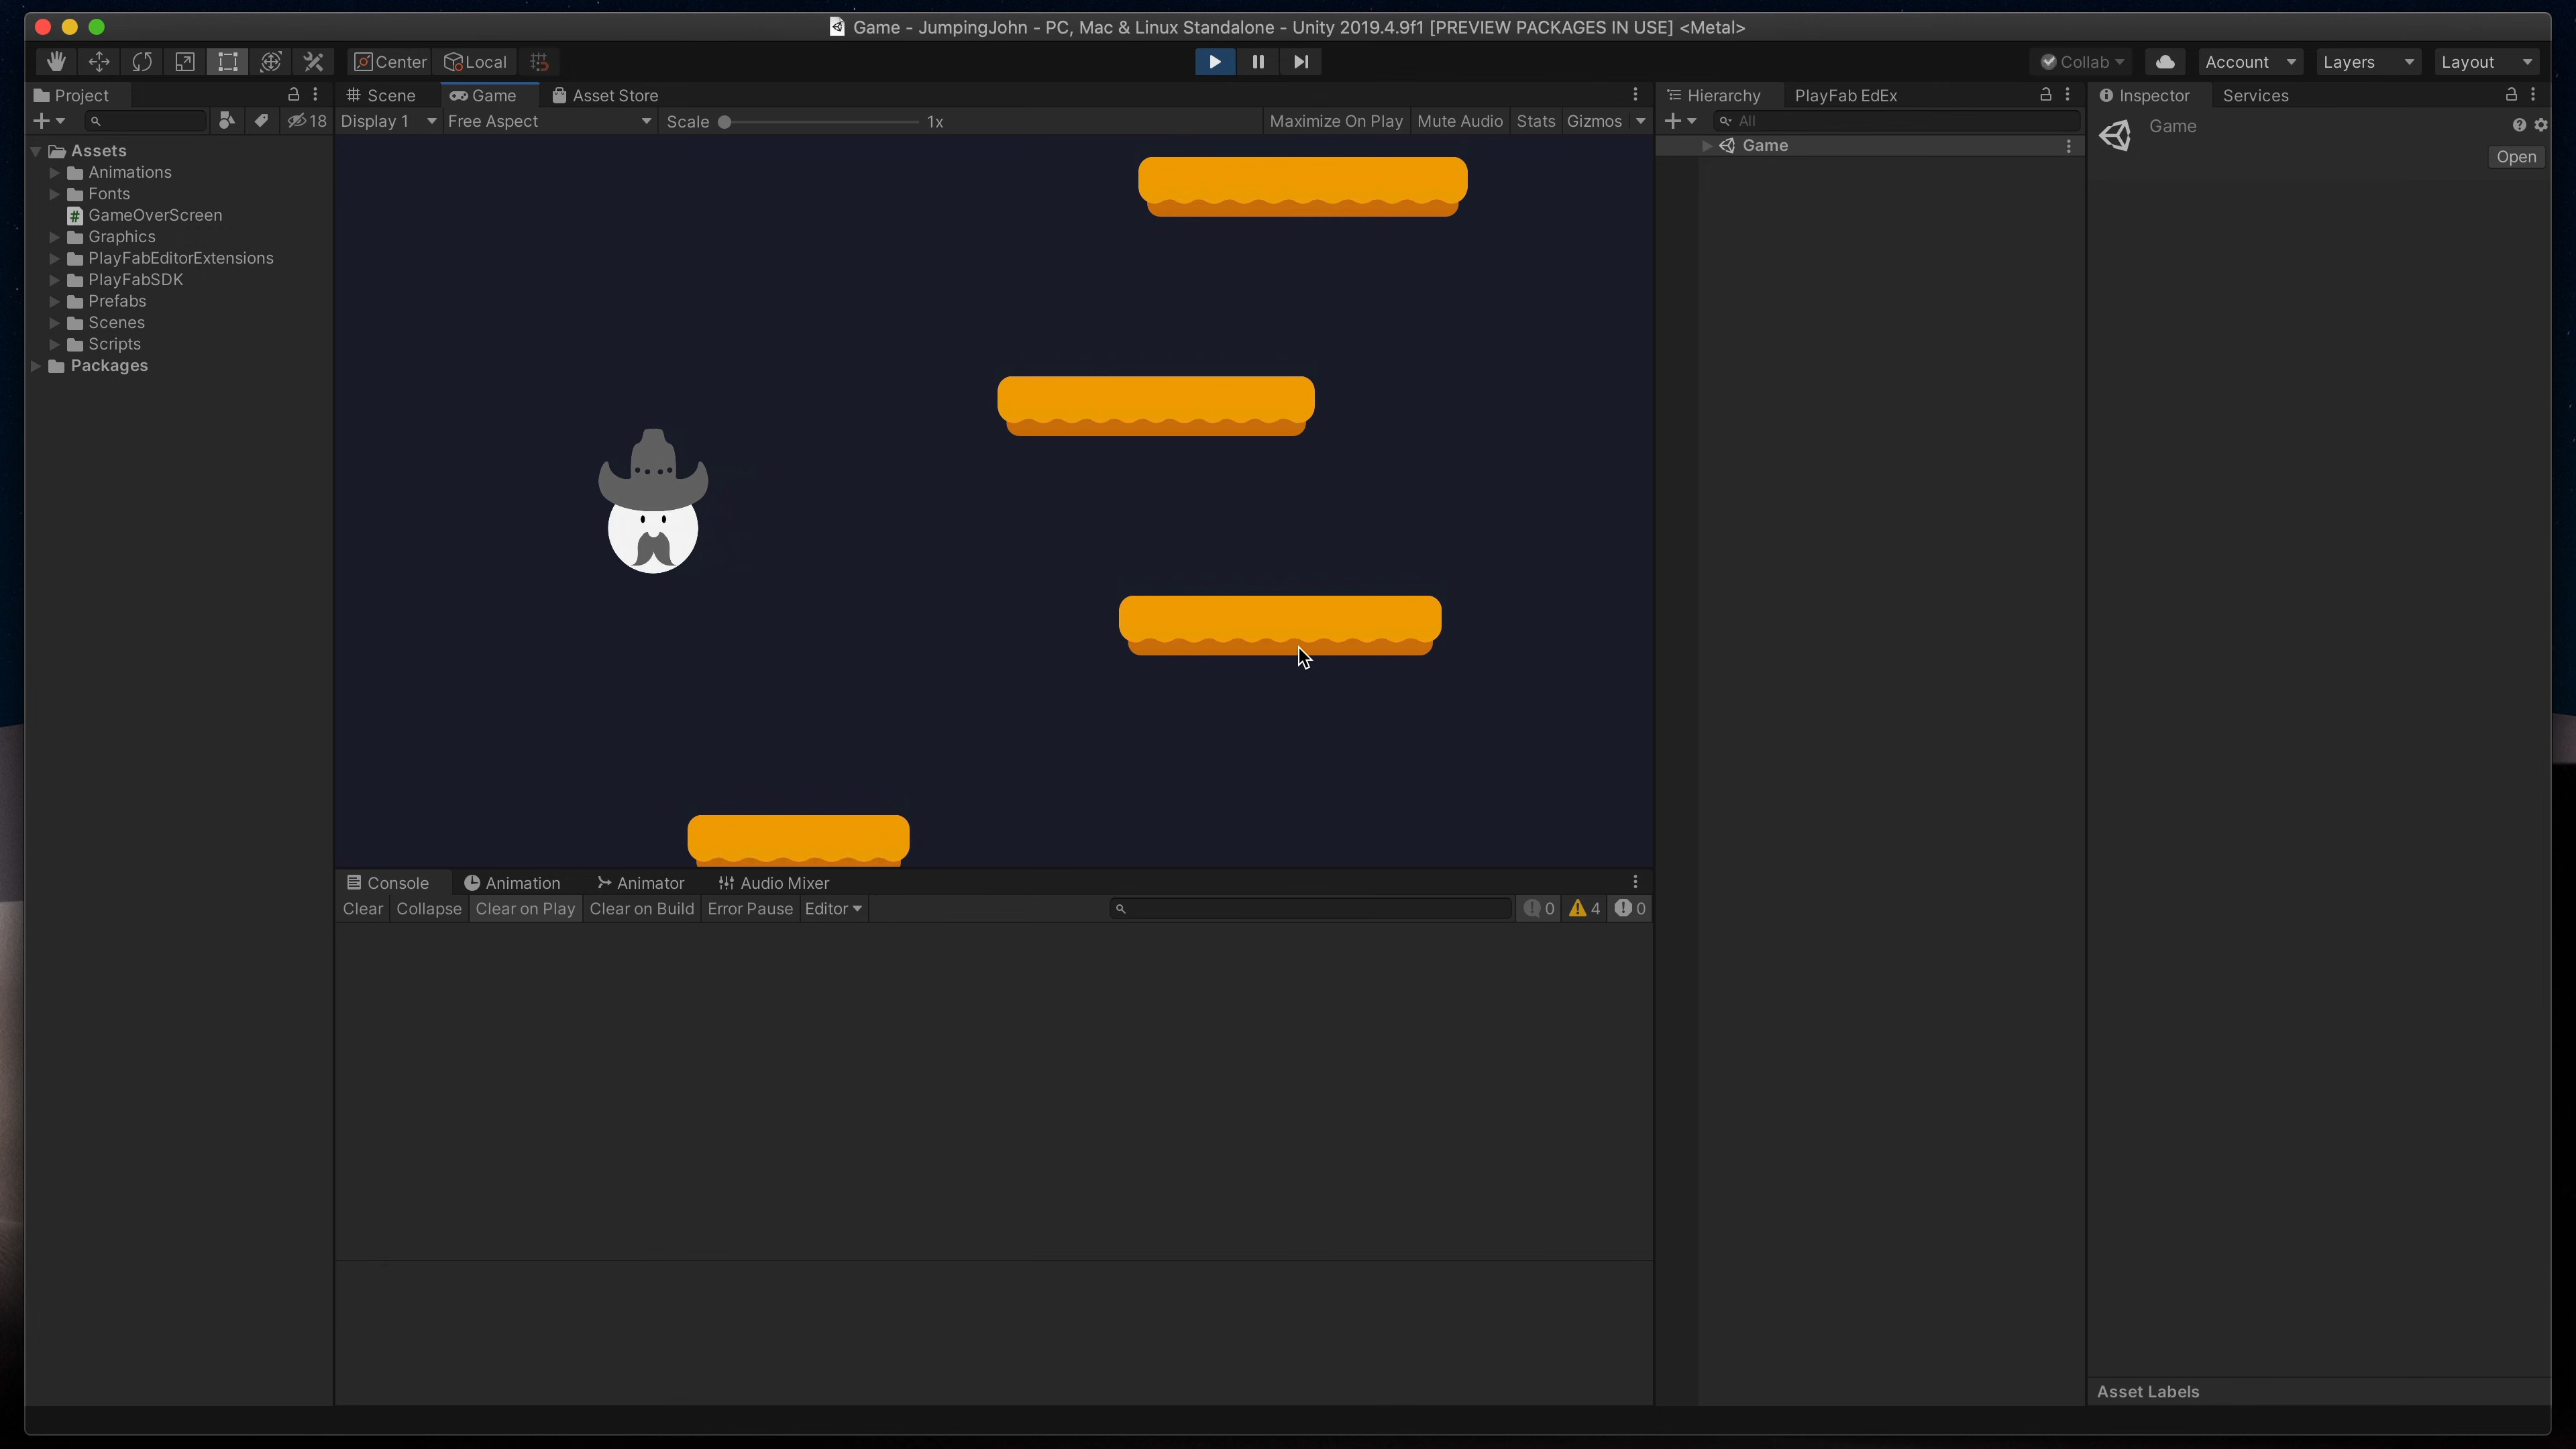 Game - JumpingJohn - PC, Mac & Linux Standalone - Unity 2019.4.9f1 [PREVIEW PACKAGES IN USE] <Metal>
Center Local Collab Account Layers Layout
Project Scene Game Asset Store Hierarchy PlayFab EdEx Inspector Services
18 Display 1 Free Aspect Scale 1x Maximize On Play Mute Audio Stats Gizmos All Game
Open
Assets
Game
Animations
Fonts
GameOverScreen
Graphics
PlayFabEditorExtensions
PlayFabSDK
Prefabs
Scenes
Scripts
Packages
Console Animation Animator Audio Mixer
Clear Collapse Clear on Play Clear on Build Error Pause Editor 0 4 0
Asset Labels